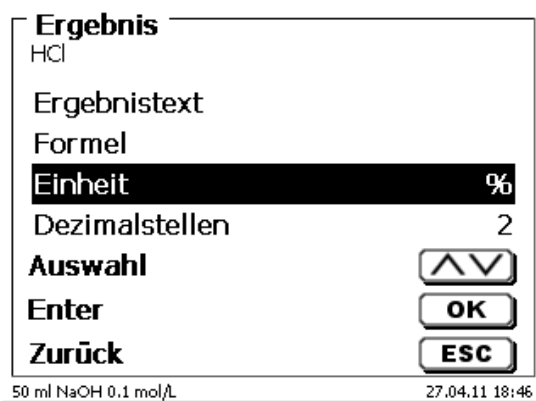 Ergebnis
HCl
Ergebnistext
Formel
Einheit %
Dezimalstellen 2
Auswahl
Enter OK
Zurück ESC
50 ml NaOH 0.1 mol/L 27.04.11 18:46